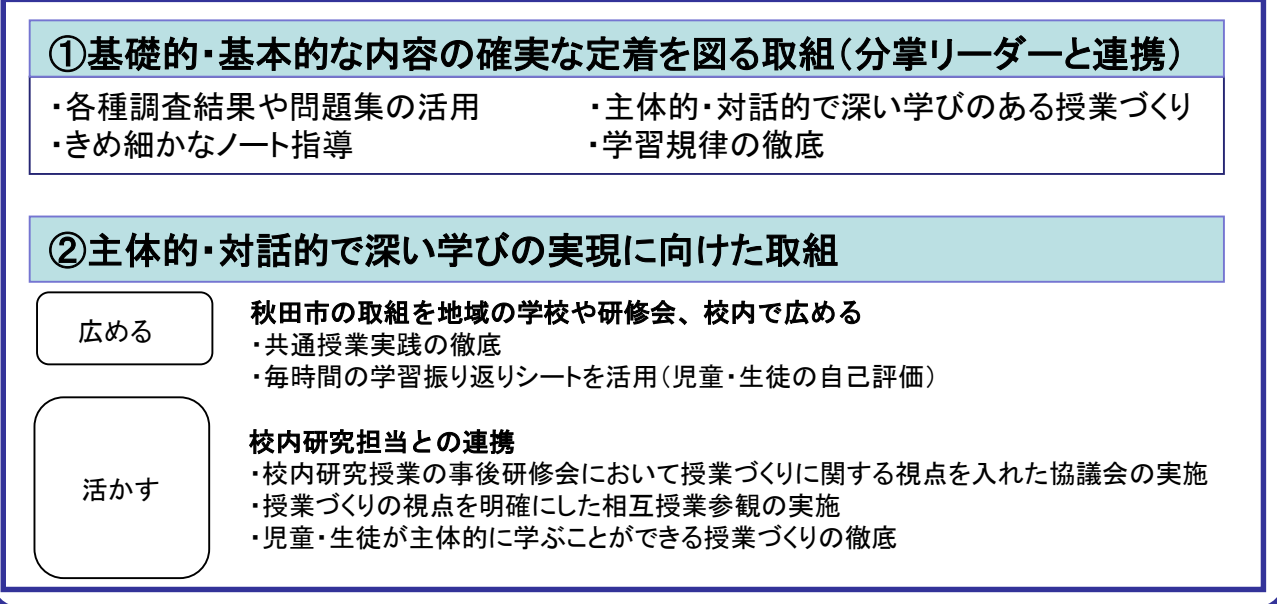 ①基礎的・基本的な内容の確実な定着を図る取組（分掌リーダーと連携）
・各種調査結果や問題集の活用　・主体的・対話的で深い学びのある授業づくり
・きめ細かなノート指導　・学習規律の徹底
②主体的・対話的で深い学びの実現に向けた取組
広める
秋田市の取組を地域の学校や研修会、校内で広める
・共通授業実践の徹底
・毎時間の学習振り返りシートを活用（児童・生徒の自己評価）
活かす
校内研究担当との連携
・校内研究授業の事後研修会において授業づくりに関する視点を入れた協議会の実施
・授業づくりの視点を明確にした相互授業参観の実施
・児童・生徒が主体的に学ぶことができる授業づくりの徹底